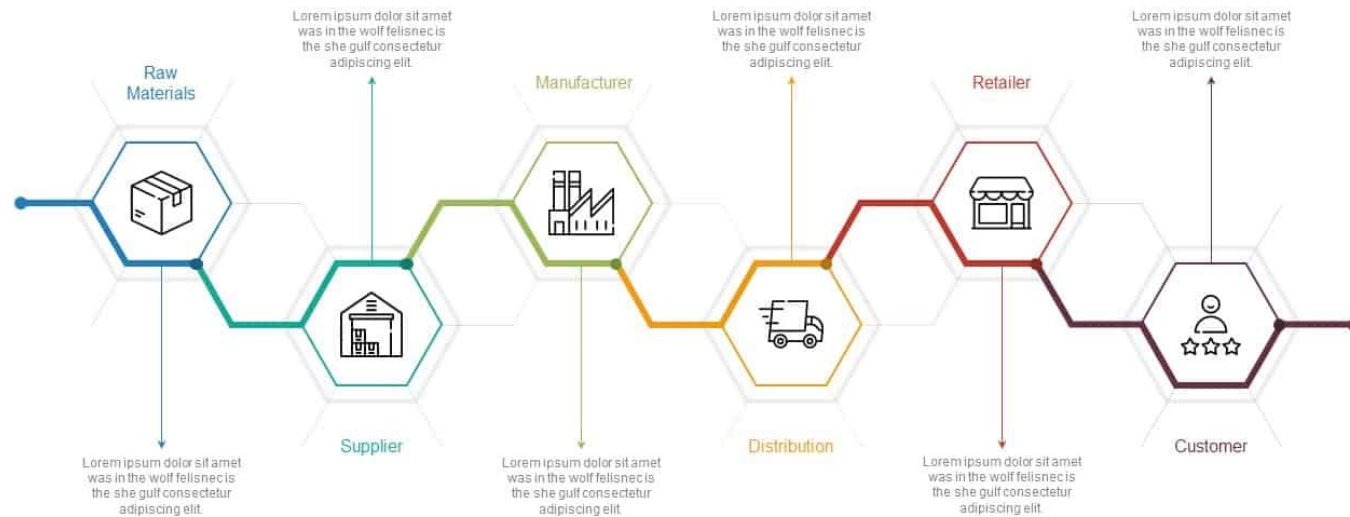 Lorem ipsum dolor sit amet
was in the wolf felisnec is
the she gulf consectetur
adipiscing elit.
Lorem ipsum dolor sit amet
was in the wolf felisnec is
the she gulf consectetur
adipiscing elit.
Lorem ipsum dolor sit amet
was in the wolf felisnec is
the she gulf consectetur
adipiscing elit.
Raw
Materials
Manufacturer
Retailer
Supplier
Distribution
Customer
Lorem ipsum dolor sit amet
was in the wolf felisnec is
the she gulf consectetur
adipiscing elit.
Lorem ipsum dolor sit amet
was in the wolf felisnec is
the she gulf consectetur
adipiscing elit.
Lorem ipsum dolor sit amet
was in the wolf felisnec is
the she gulf consectetur
adipiscing elit.